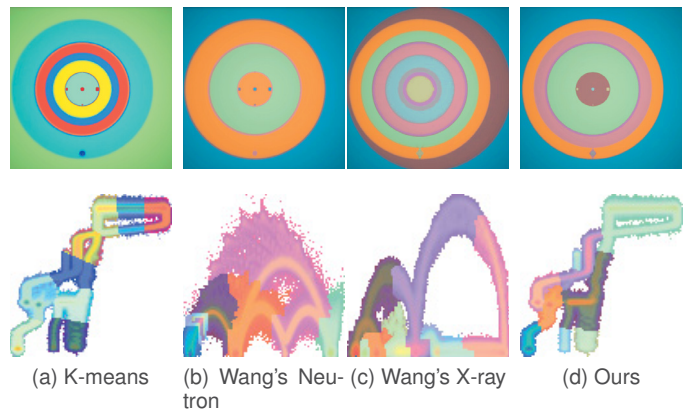 (a) K-means
(b) Wang's Neu-
tron
(c) Wang's X-ray
(d) Ours